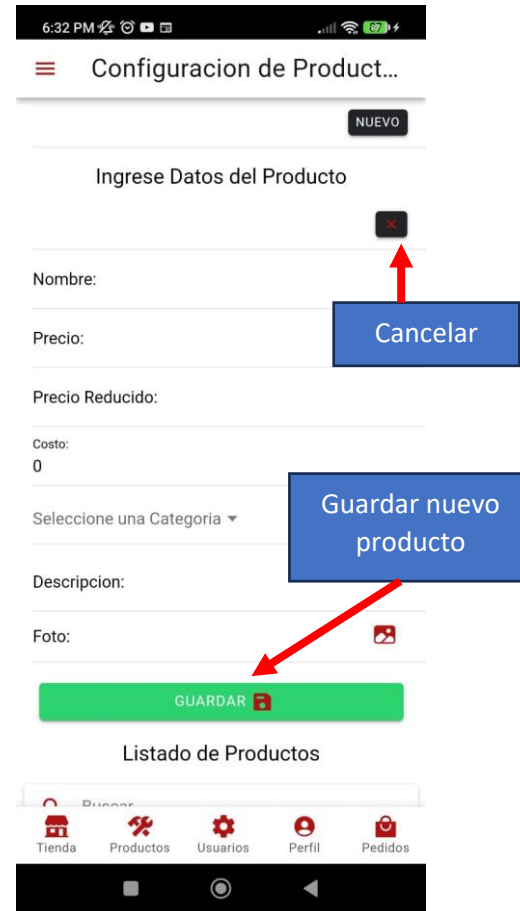 6:32 PM
87
Configuracion de Product...
NUEVO
Ingrese Datos del Producto
Nombre:
Cancelar
Precio:
Precio Reducido:
Costo:
0
Guardar nuevo
producto
Seleccione una Categoria
Descripcion:
Foto:
GUARDAR
Listado de Productos
Buscar
Tienda Productos Usuarios Perfil Pedidos